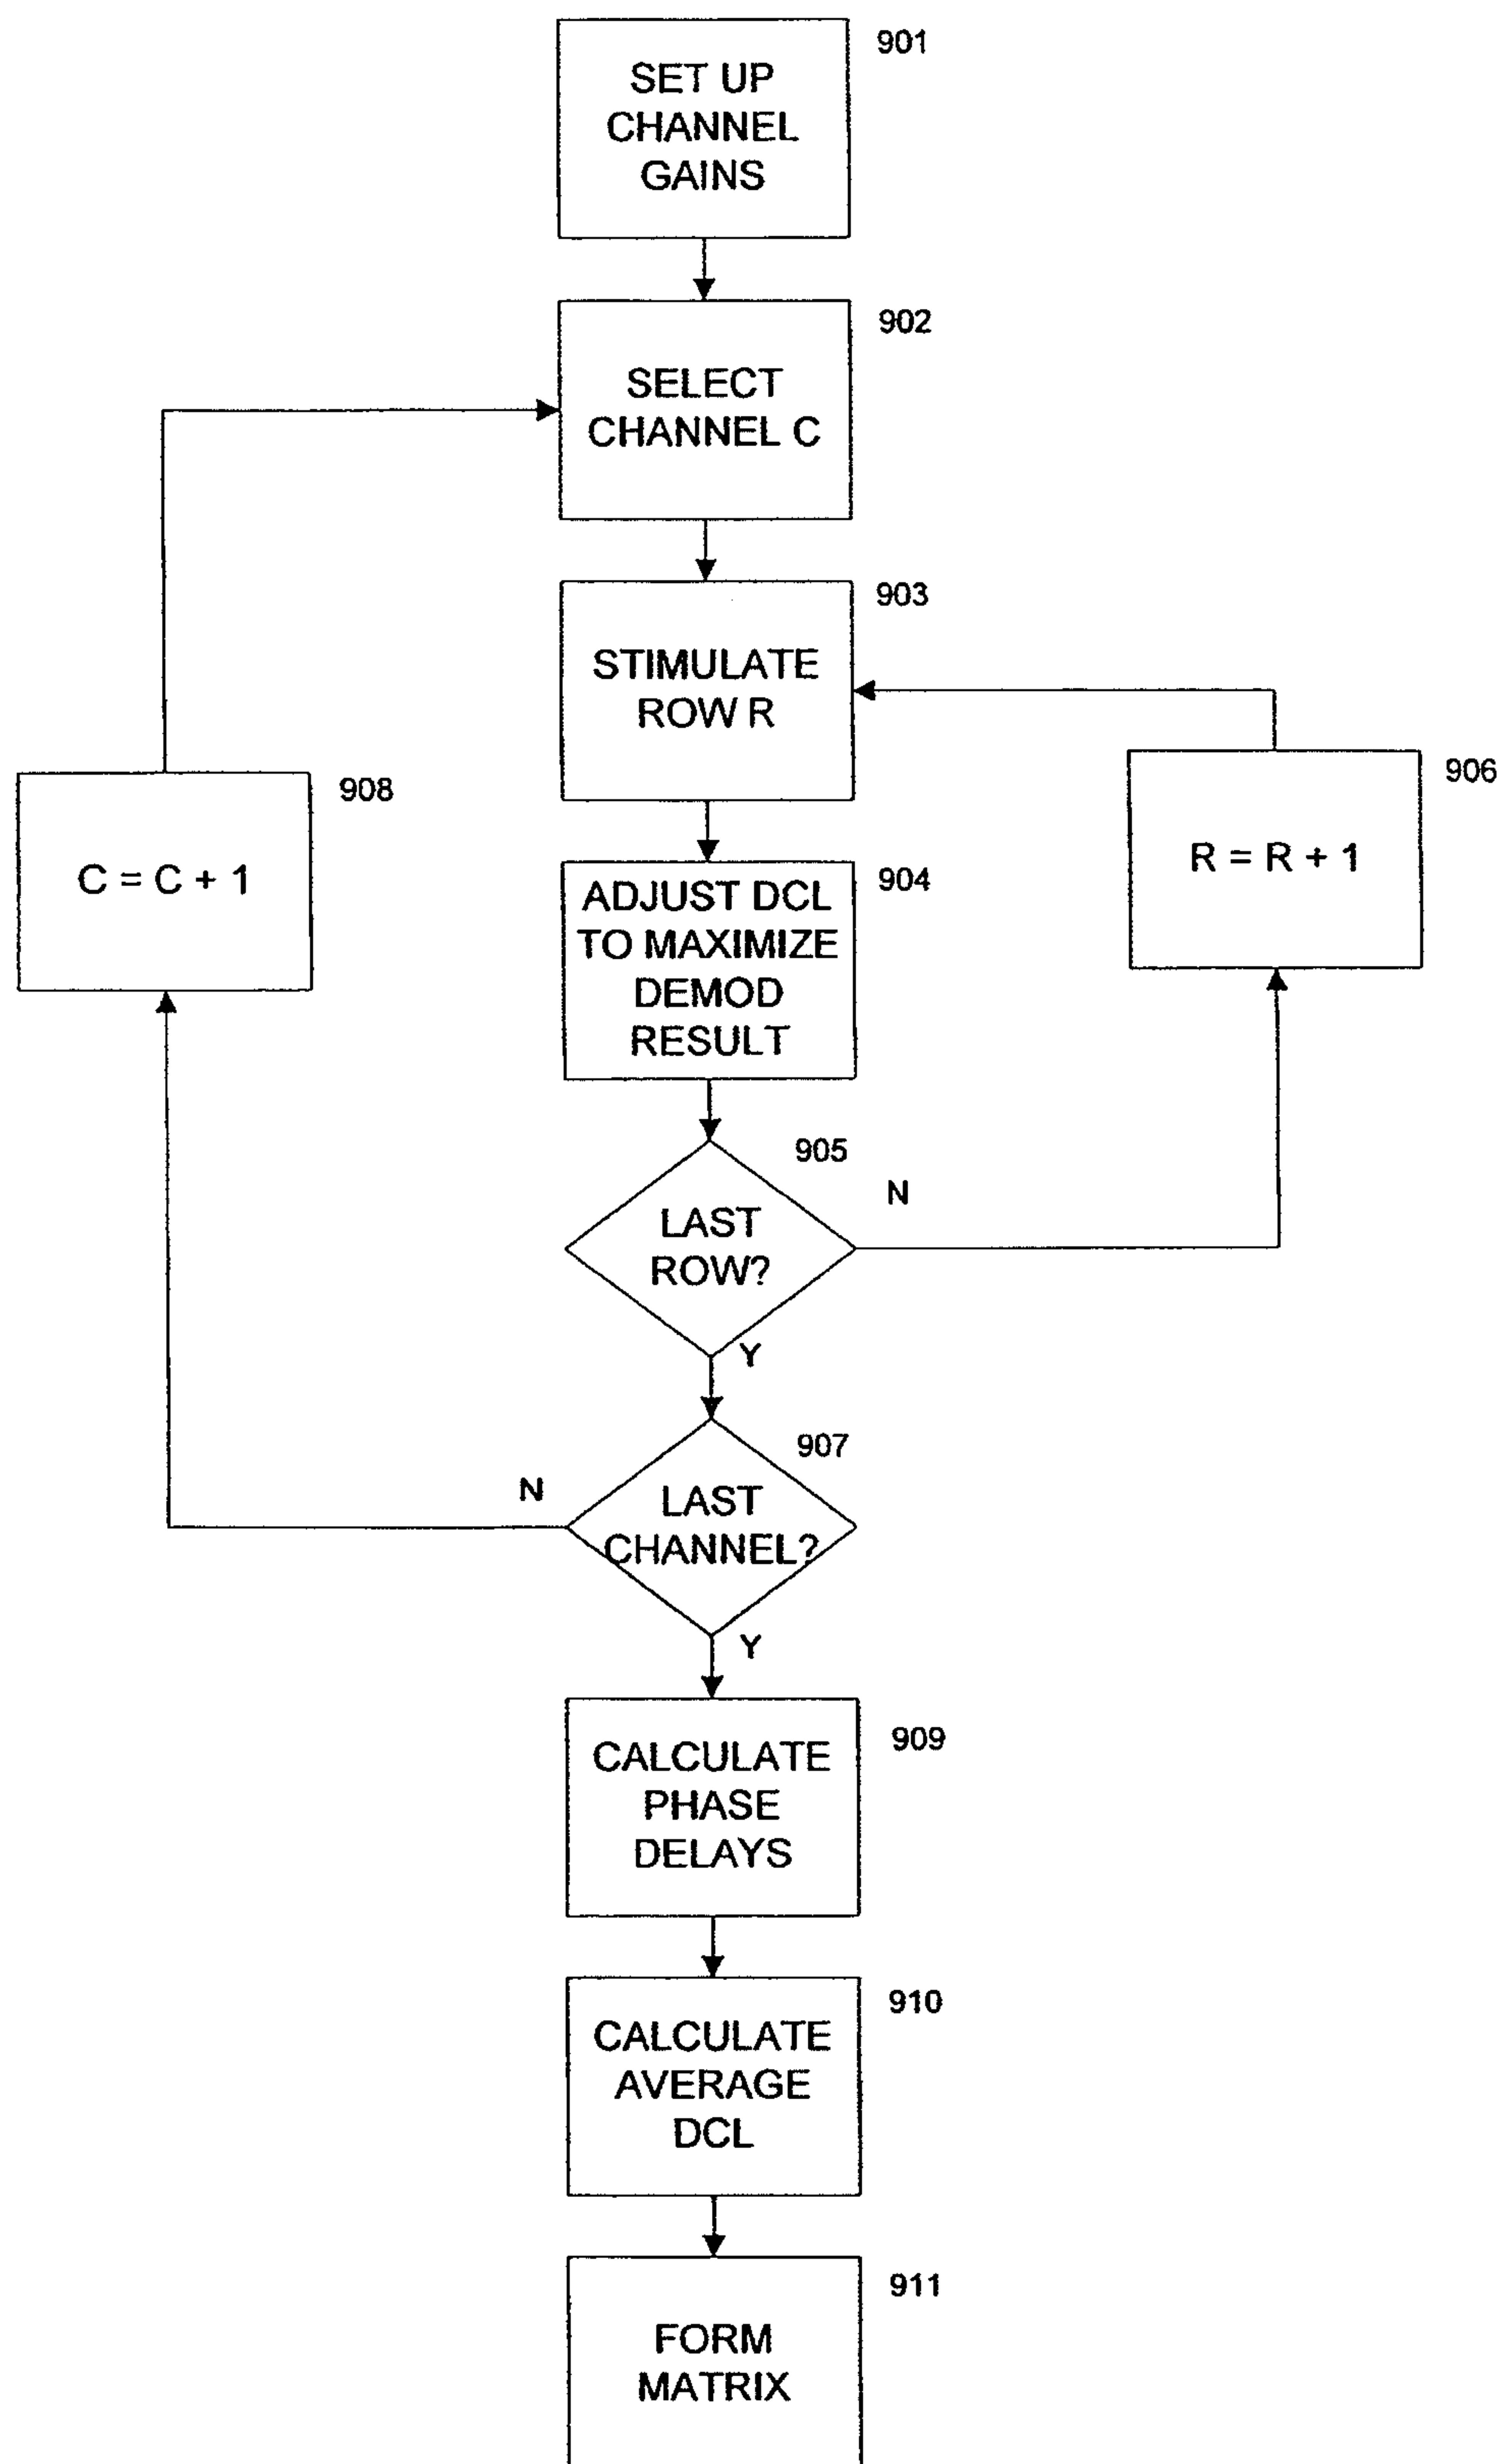 901
SET UP
CHANNEL
GAINS
902
SELECT
CHANNEL C
903
STIMULATE
ROW R
906
R = R + 1
908
C = C + 1
904
ADJUST DCL
TO MAXIMIZE
DEMOD
RESULT
905
N
LAST
ROW?
Y
907
N
LAST
CHANNEL?
Y
909
CALCULATE
PHASE
DELAYS
910
CALCULATE
AVERAGE
DCL
911
FORM
MATRIX